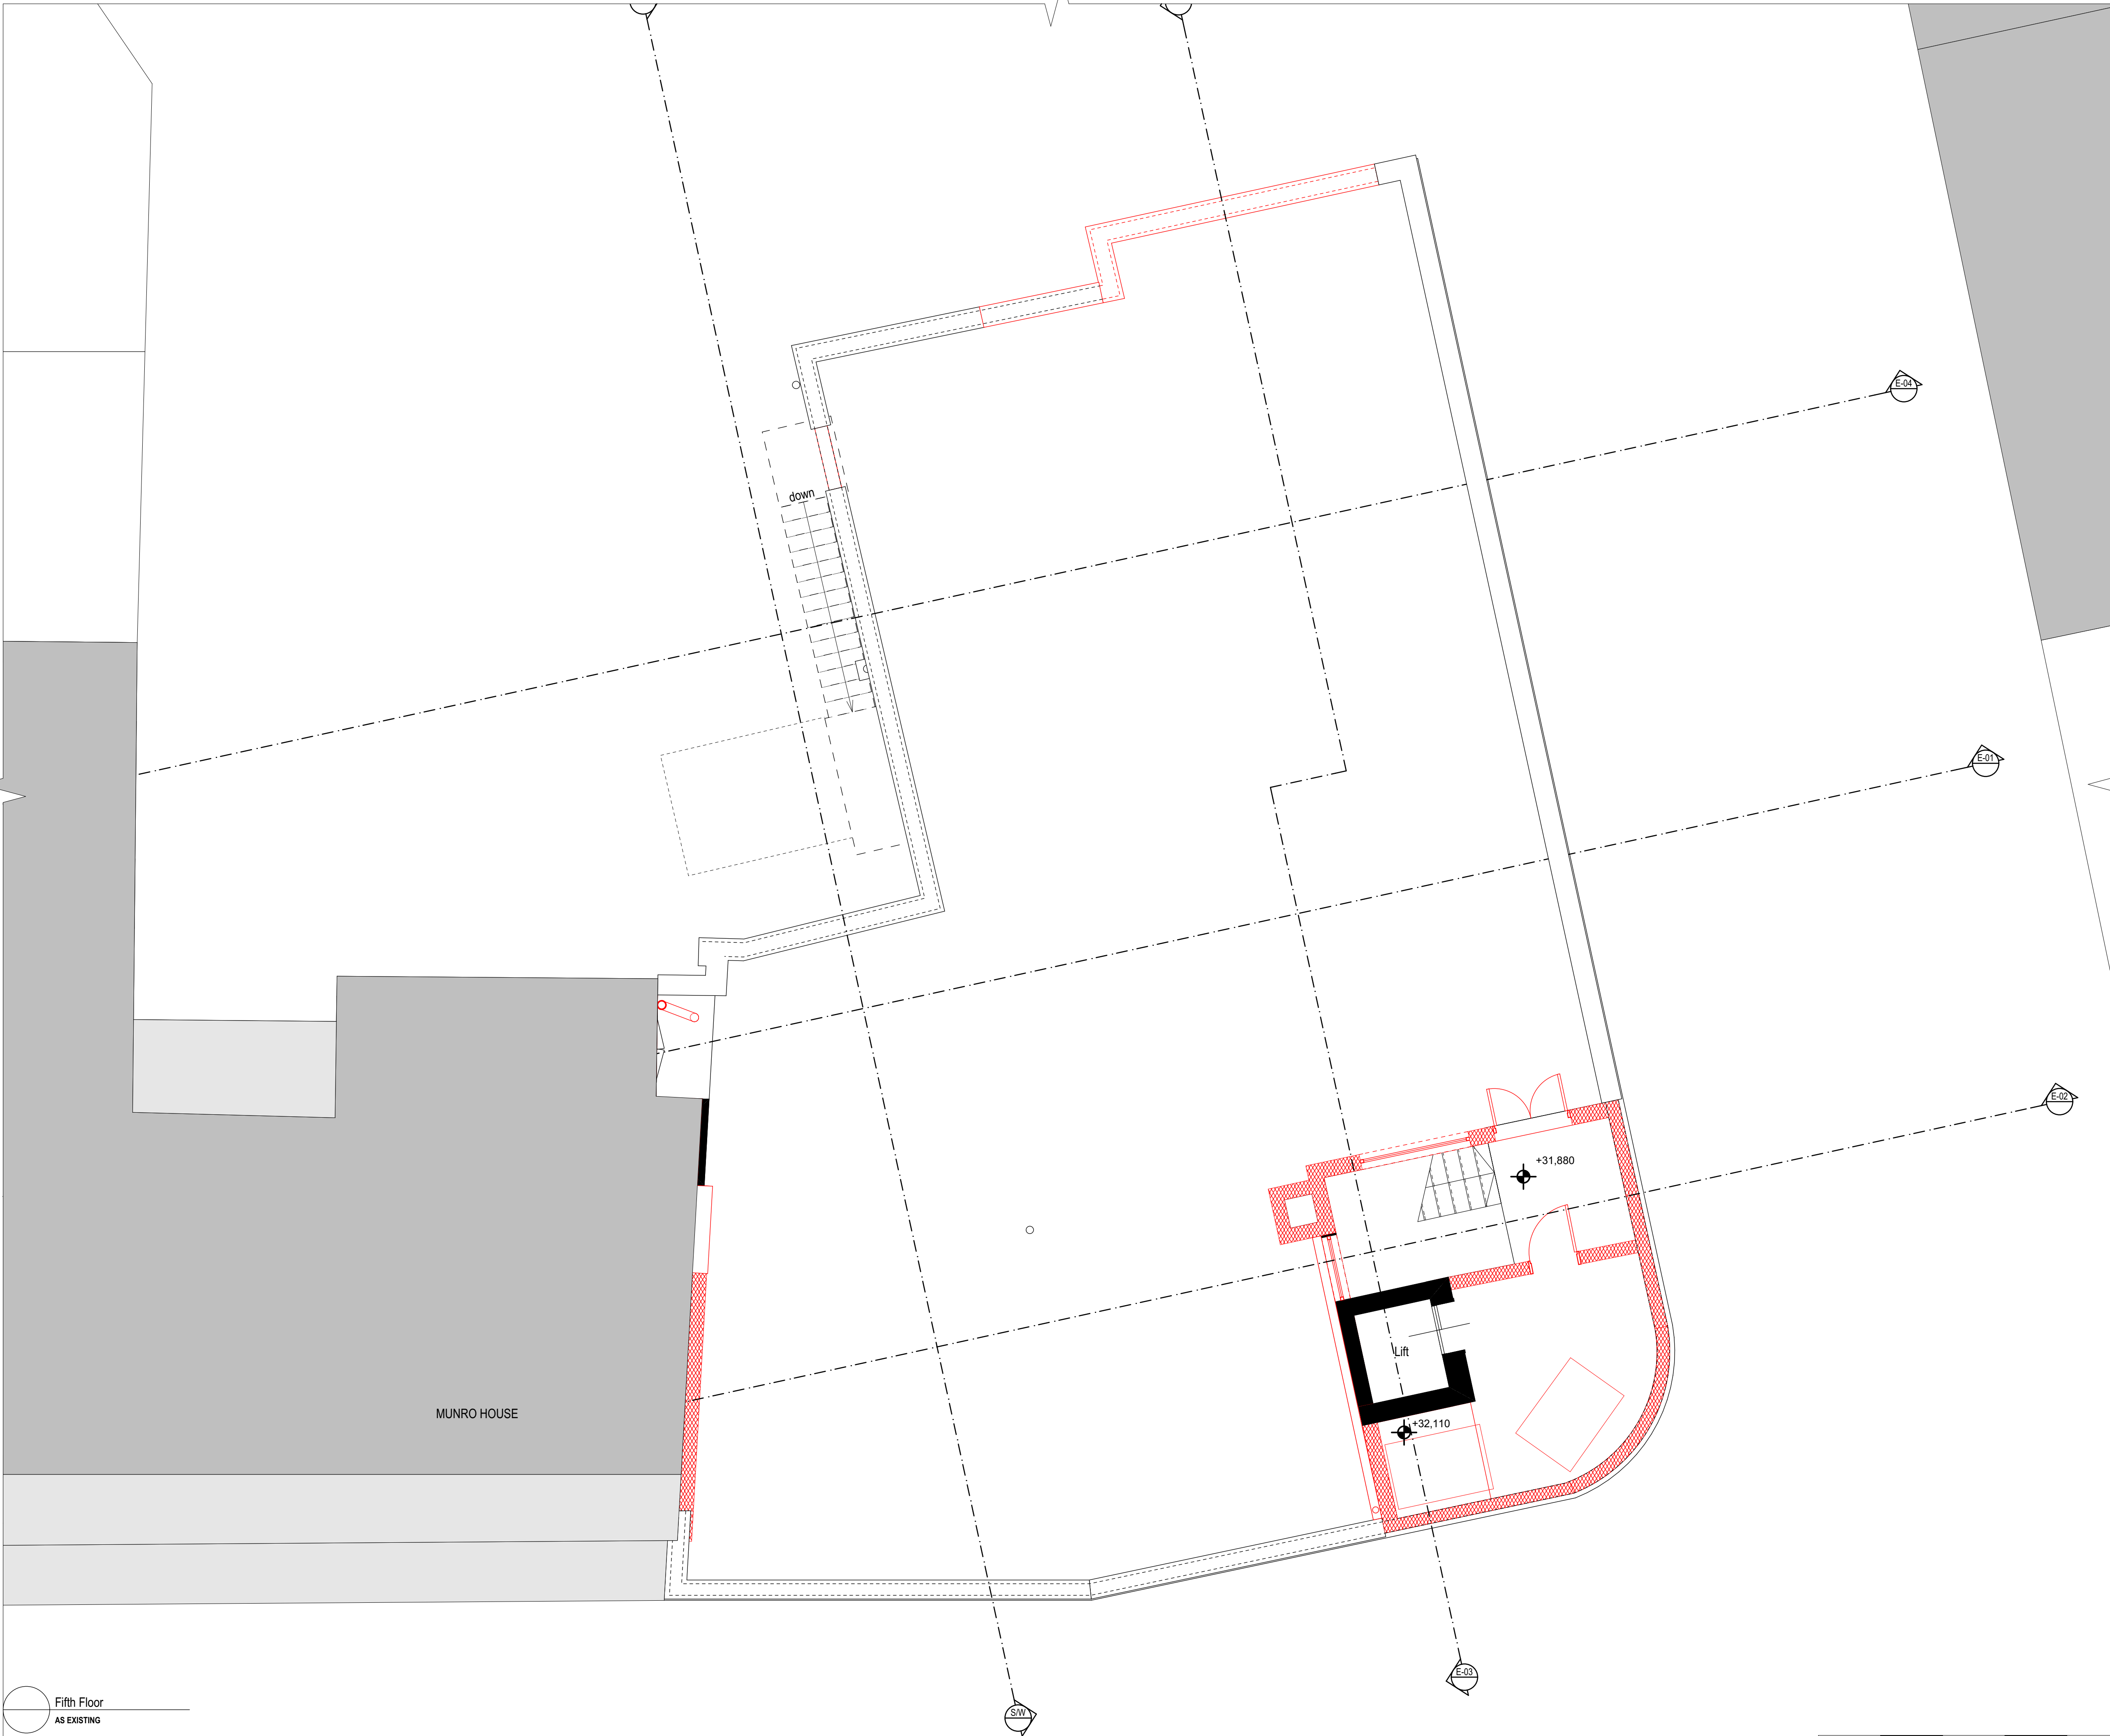 E-04
down
E-01
E-02
+31,880
Lift
MUNRO HOUSE
+32,110
E-03
Fifth Floor
AS EXISTING
S/W